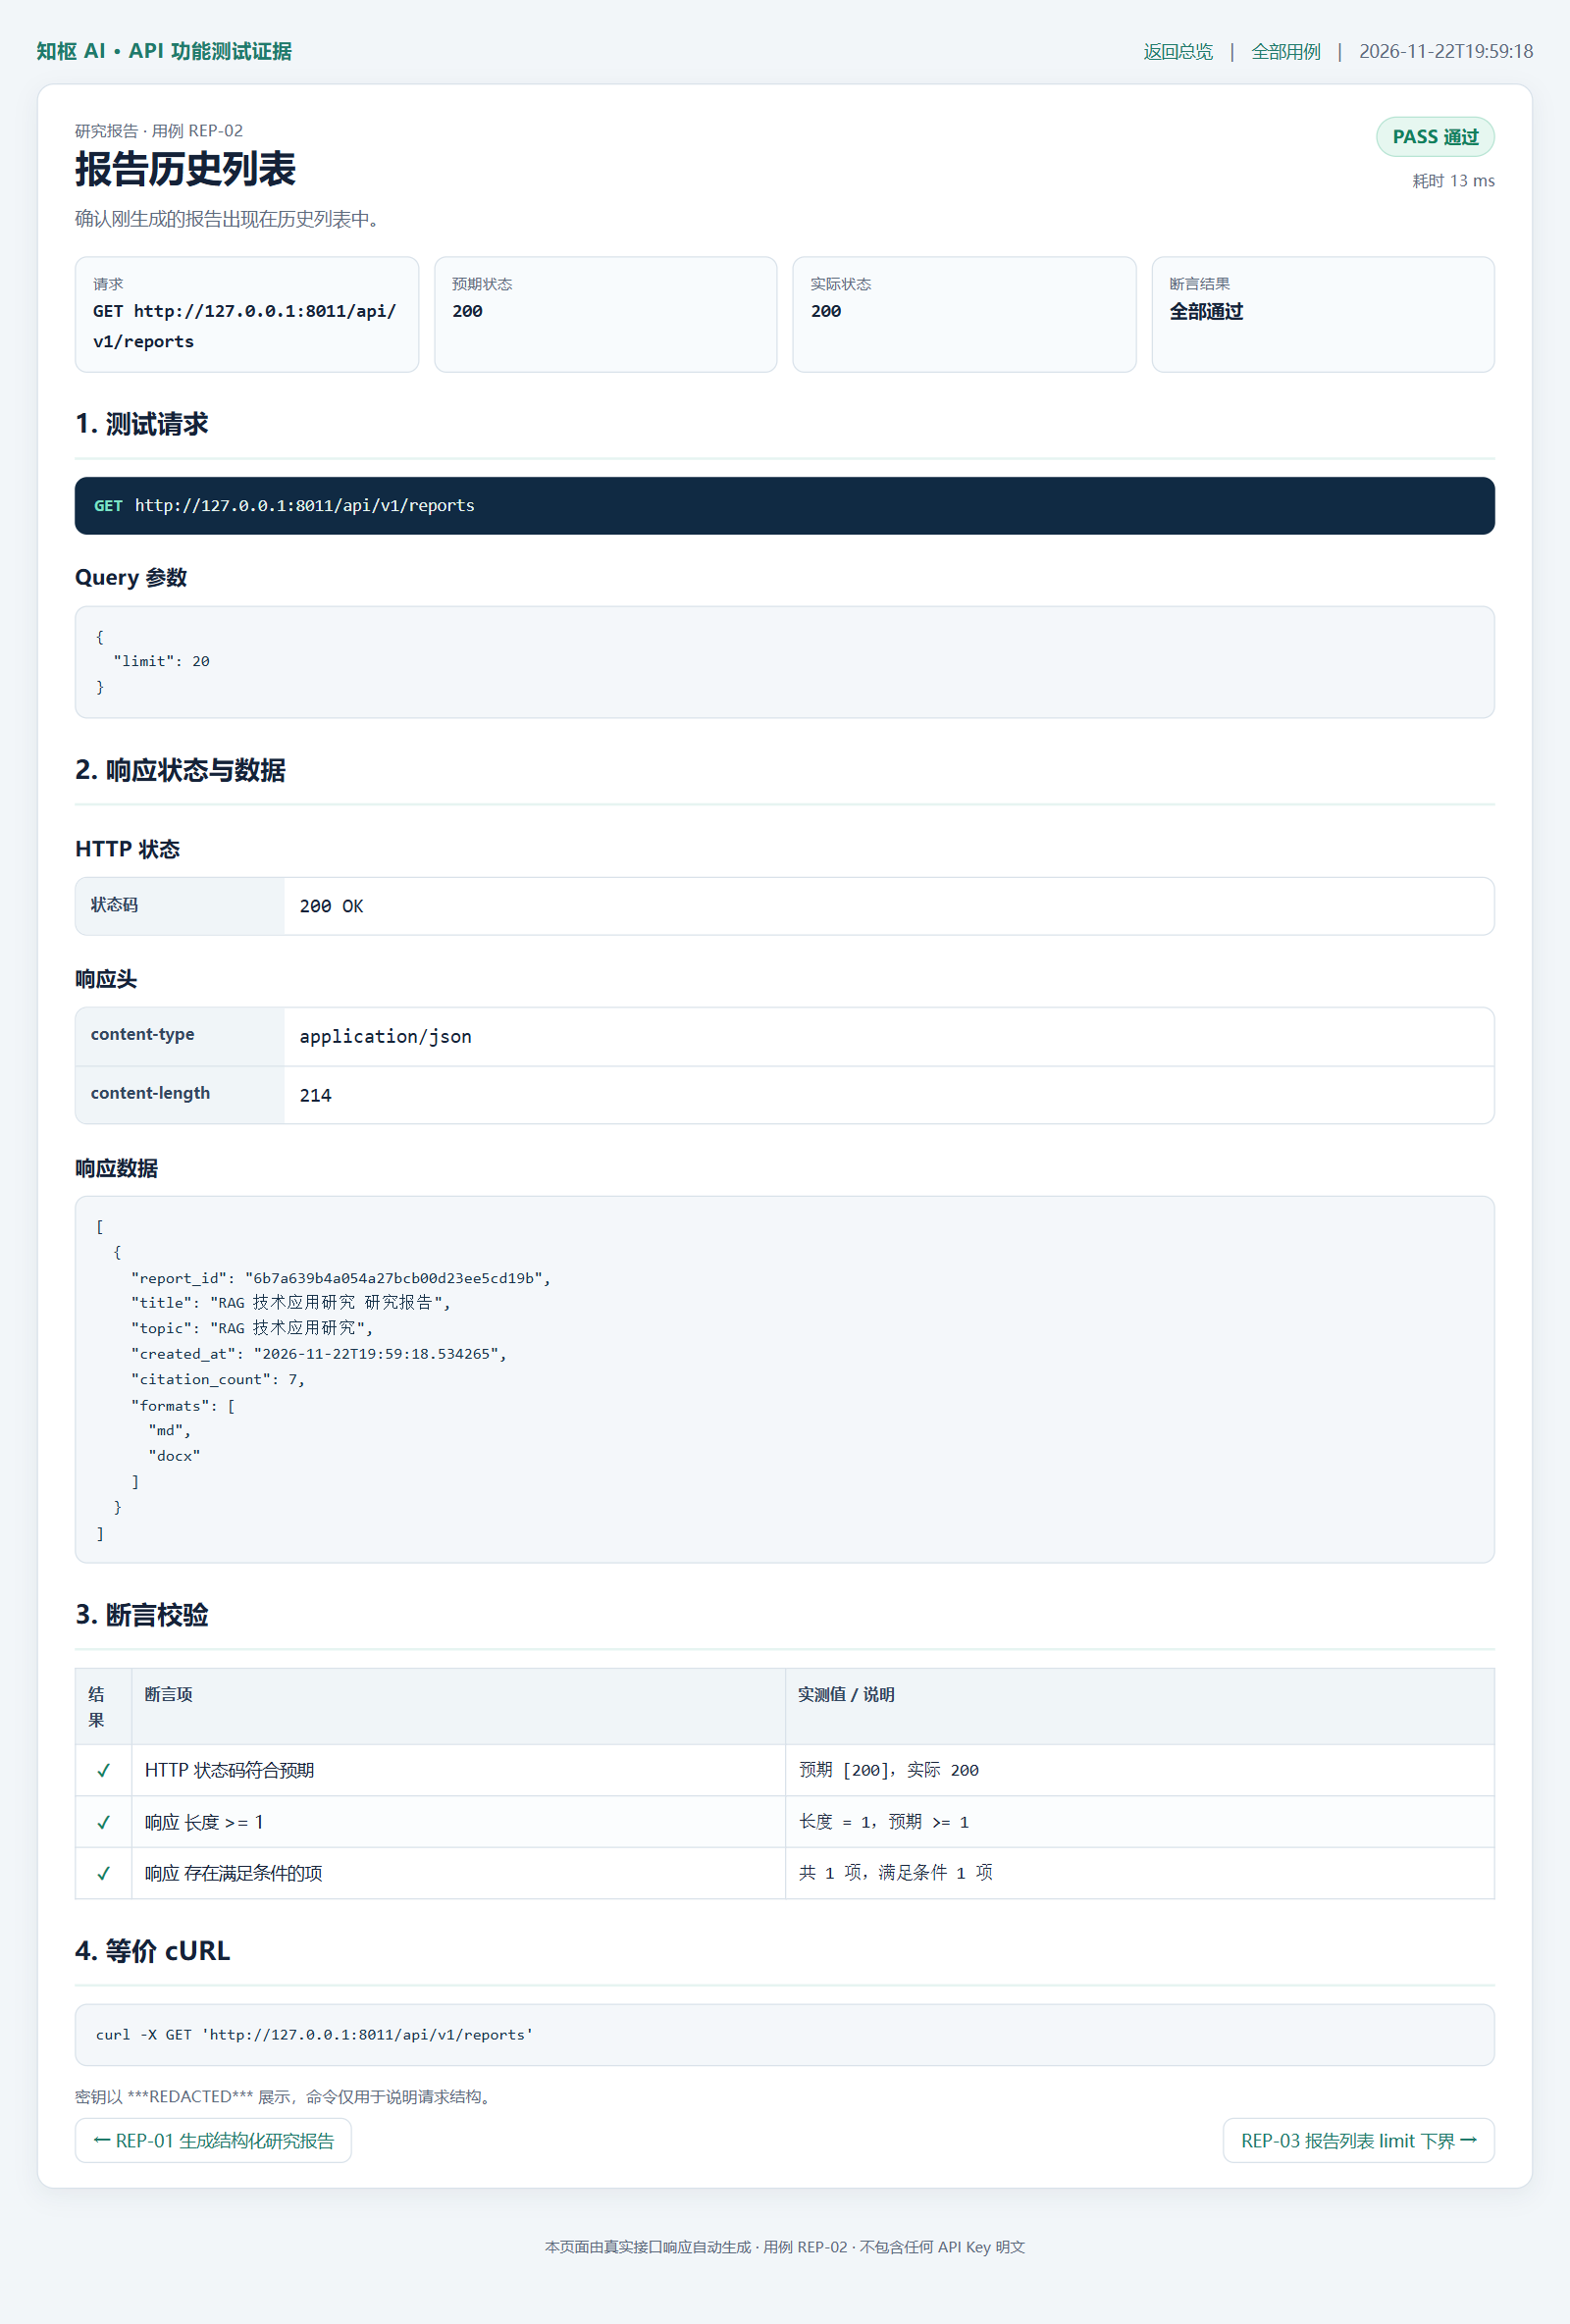 知枢 AI • API 功能测试证据
返回总览 | 全部用例 | 2026-11-22T19:59:18
研究报告 · 用例 REP-02
PASS 通过
报告历史列表
耗时 13 ms
确认刚生成的报告出现在历史列表中。
请求
GET http://127.0.0.1:8011/api/
v1/reports
预期状态
200
实际状态
200
断言结果
全部通过
1. 测试请求
GET http://127.0.0.1:8011/api/v1/reports
Query 参数
{
  "limit": 20
}
2. 响应状态与数据
HTTP 状态
状态码 200 OK
响应头
content-type application/json
content-length 214
响应数据
[
  {
    "report_id": "6b7a639b4a054a27bcb00d23ee5cd19b",
    "title": "RAG 技术应用研究 研究报告",
    "topic": "RAG 技术应用研究",
    "created_at": "2026-11-22T19:59:18.534265",
    "citation_count": 7,
    "formats": [
      "md",
      "docx"
    ]
  }
]
3. 断言校验
结果 断言项 实测值 / 说明
✓ HTTP 状态码符合预期 预期 [200]，实际 200
✓ 响应 长度 >= 1 长度 = 1，预期 >= 1
✓ 响应 存在满足条件的项 共 1 项，满足条件 1 项
4. 等价 cURL
curl -X GET 'http://127.0.0.1:8011/api/v1/reports'
密钥以 ***REDACTED*** 展示，命令仅用于说明请求结构。
← REP-01 生成结构化研究报告
REP-03 报告列表 limit 下界 →
本页面由真实接口响应自动生成 · 用例 REP-02 · 不包含任何 API Key 明文